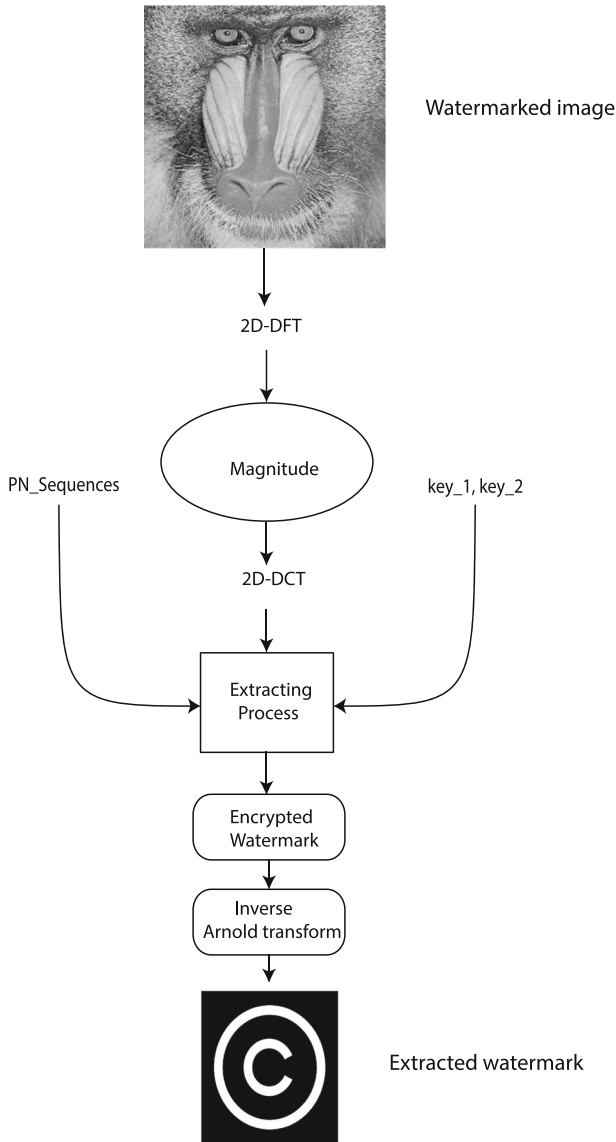 Watermarked image
2D-DFT
Magnitude
PN_Sequences
key_1, key_2
2D-DCT
Extracting
Process
Encrypted
Watermark
Inverse
Arnold transform
C
Extracted watermark